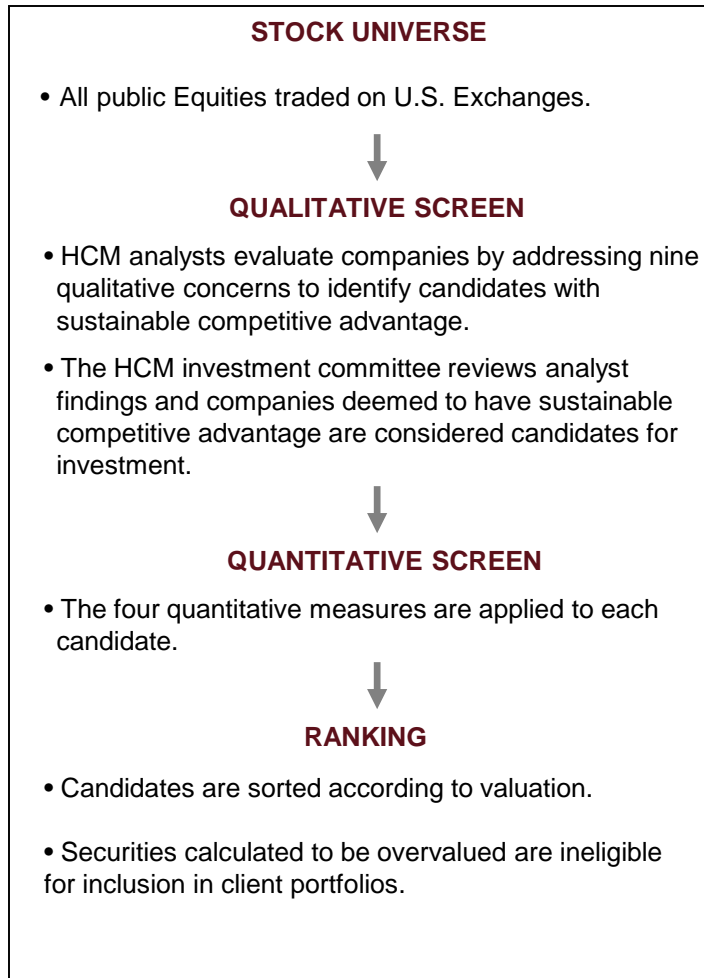 STOCK UNIVERSE
• All public Equities traded on U.S. Exchanges.
QUALITATIVE SCREEN
• HCM analysts evaluate companies by addressing nine
qualitative concerns to identify candidates with
sustainable competitive advantage.
• The HCM investment committee reviews analyst
findings and companies deemed to have sustainable
competitive advantage are considered candidates for
investment.
QUANTITATIVE SCREEN
• The four quantitative measures are applied to each
candidate.
RANKING
• Candidates are sorted according to valuation.
• Securities calculated to be overvalued are ineligible
for inclusion in client portfolios.